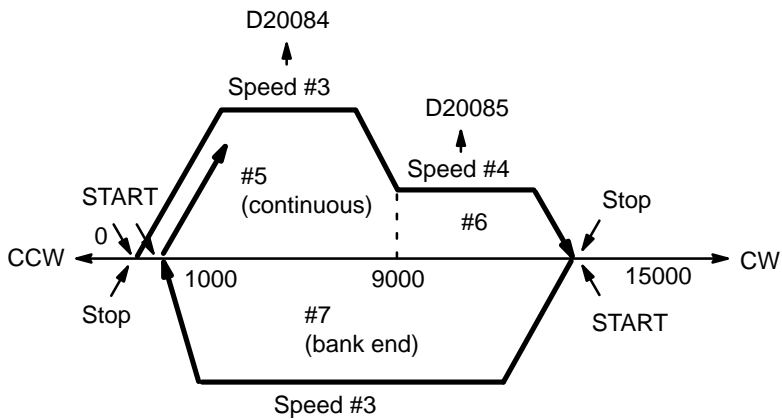 D20084
Speed #3
D20085
Speed #4
START
#5
(continuous)
#6
Stop
0
CCW
CW
1000
9000
15000
Stop
#7
(bank end)
START
Speed #3